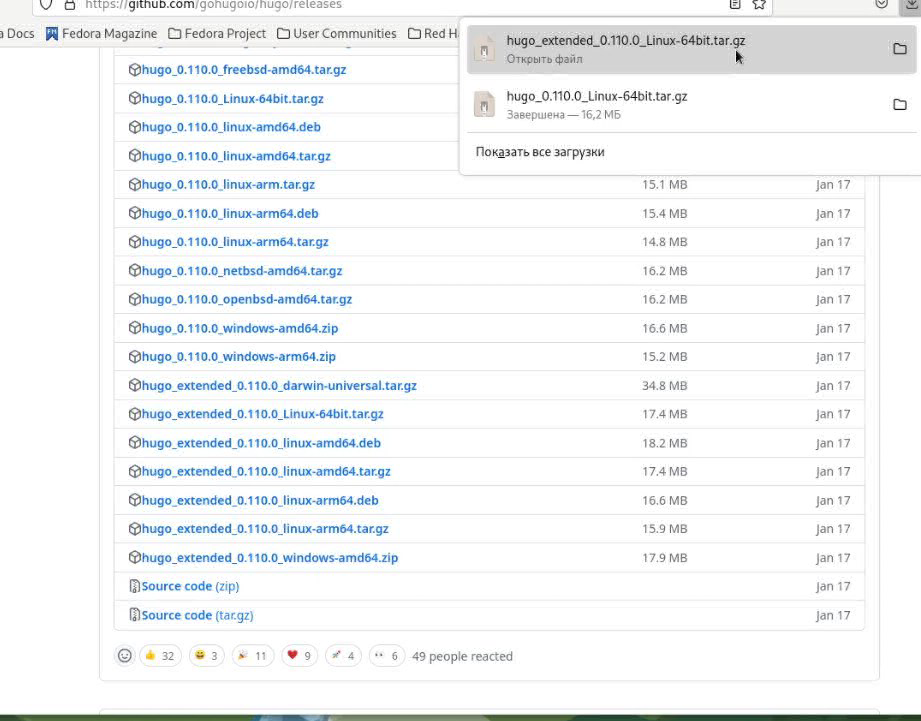 https://github.com/gohugoio/hugo/releases
a Docs Fedora Magazine Fedora Project User Communities Red H
hugo_extended_0.110.0_Linux-64bit.tar.gz
Открыть файл
hugo_0.110.0_Linux-64bit.tar.gz
Завершена — 16,2 МБ
Показать все загрузки
hugo_0.110.0_freebsd-amd64.tar.gz
hugo_0.110.0_Linux-64bit.tar.gz
hugo_0.110.0_linux-amd64.deb
hugo_0.110.0_linux-amd64.tar.gz
hugo_0.110.0_linux-arm.tar.gz 15.1 MB Jan 17
hugo_0.110.0_linux-arm64.deb 15.4 MB Jan 17
hugo_0.110.0_linux-arm64.tar.gz 14.8 MB Jan 17
hugo_0.110.0_netbsd-amd64.tar.gz 16.2 MB Jan 17
hugo_0.110.0_openbsd-amd64.tar.gz 16.2 MB Jan 17
hugo_0.110.0_windows-amd64.zip 16.6 MB Jan 17
hugo_0.110.0_windows-arm64.zip 15.2 MB Jan 17
hugo_extended_0.110.0_darwin-universal.tar.gz 34.8 MB Jan 17
hugo_extended_0.110.0_Linux-64bit.tar.gz 17.4 MB Jan 17
hugo_extended_0.110.0_linux-amd64.deb 18.2 MB Jan 17
hugo_extended_0.110.0_linux-amd64.tar.gz 17.4 MB Jan 17
hugo_extended_0.110.0_linux-arm64.deb 16.6 MB Jan 17
hugo_extended_0.110.0_linux-arm64.tar.gz 15.9 MB Jan 17
hugo_extended_0.110.0_windows-amd64.zip 17.9 MB Jan 17
Source code (zip) Jan 17
Source code (tar.gz) Jan 17
32 3 11 9 4 6 49 people reacted